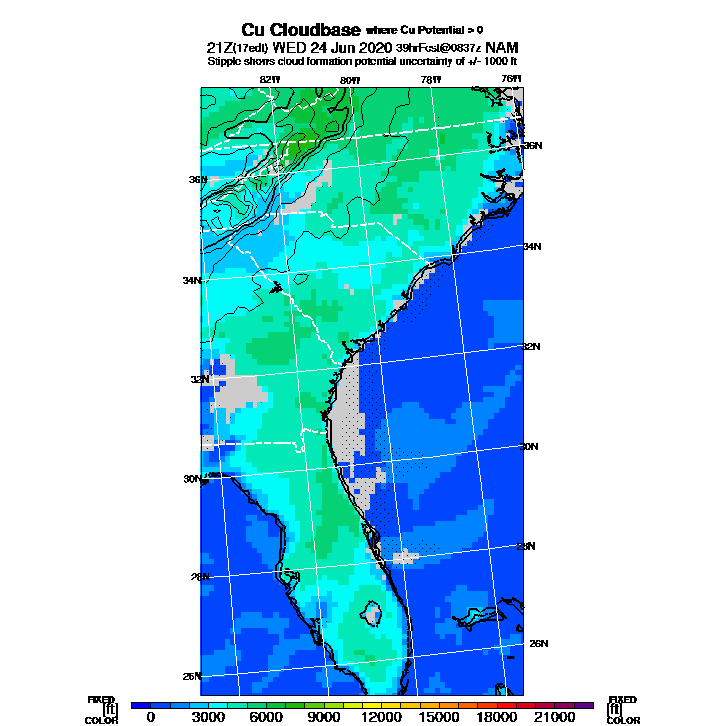 Cu Cloudbase where Cu Potential > 0
21Z(17edt) WED 24 Jun 2020 39hrFcst@0837z NAM
Stipple shows cloud formation potential uncertainty of +/- 1000 ft
82W 80W 78W 76W
36N
36N
34N
34N
32N
32N
30N
30N
28N
28N
26N
26N
FIXED FIXED
[ft] [ft]
COLOR COLOR
0 3000 6000 9000 12000 15000 18000 21000